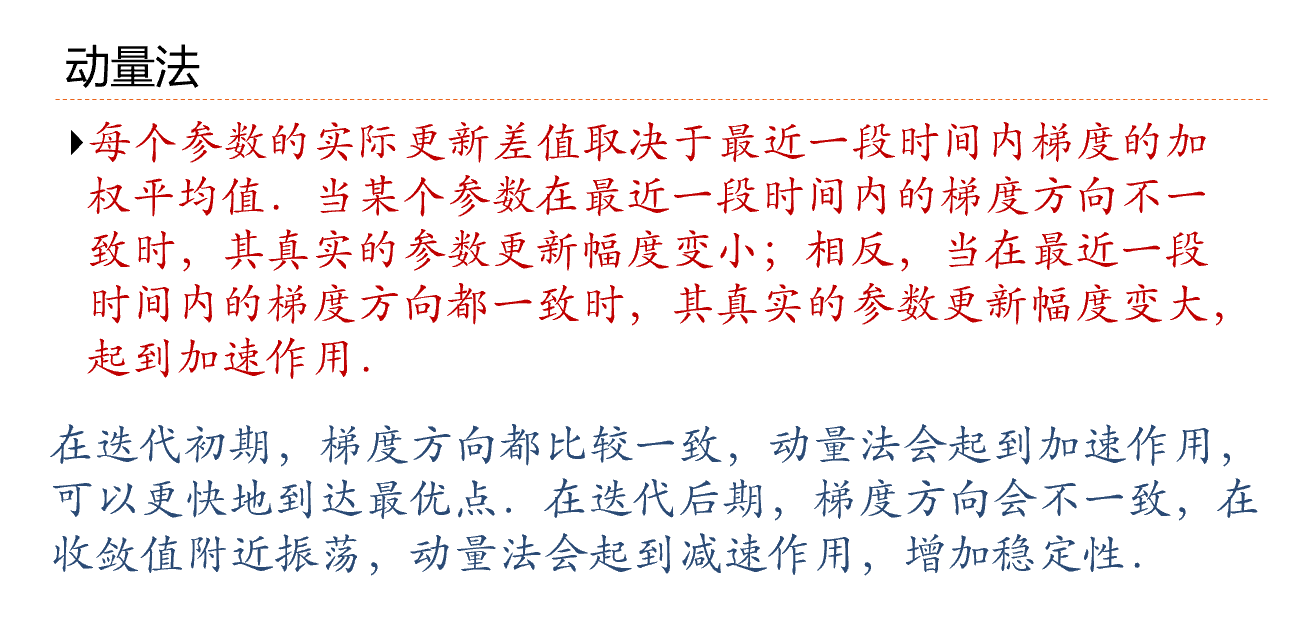 动量法
每个参数的实际更新差值取决于最近一段时间内梯度的加
权平均值．当某个参数在最近一段时间内的梯度方向不一
致时，其真实的参数更新幅度变小；相反，当在最近一段
时间内的梯度方向都一致时，其真实的参数更新幅度变大，
起到加速作用．
在迭代初期，梯度方向都比较一致，动量法会起到加速作用，
可以更快地到达最优点．在迭代后期，梯度方向会不一致，在
收敛值附近振荡，动量法会起到减速作用，增加稳定性．